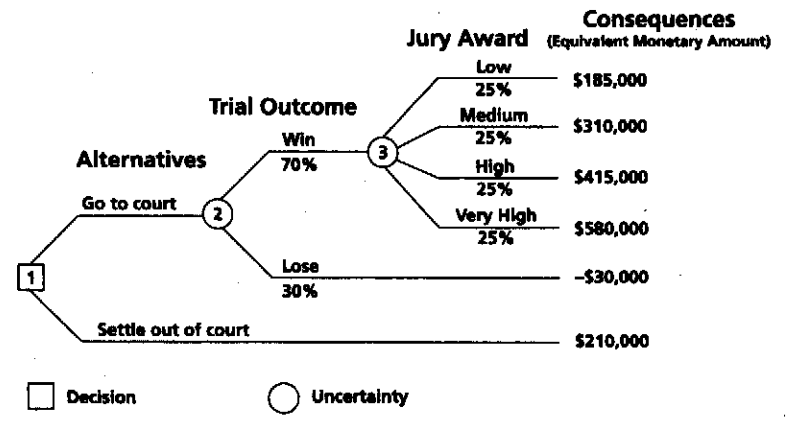 Consequences
Jury Award (Equivalent Monetary Amount)
Low
25% $185,000
Trial Outcome
Medium
25% $310,000
Win
70%
3
High
25% $415,000
Alternatives
Go to court
2
Very High
25% $580,000
Lose
30% –$30,000
1
Settle out of court
$210,000
Decision
Uncertainty